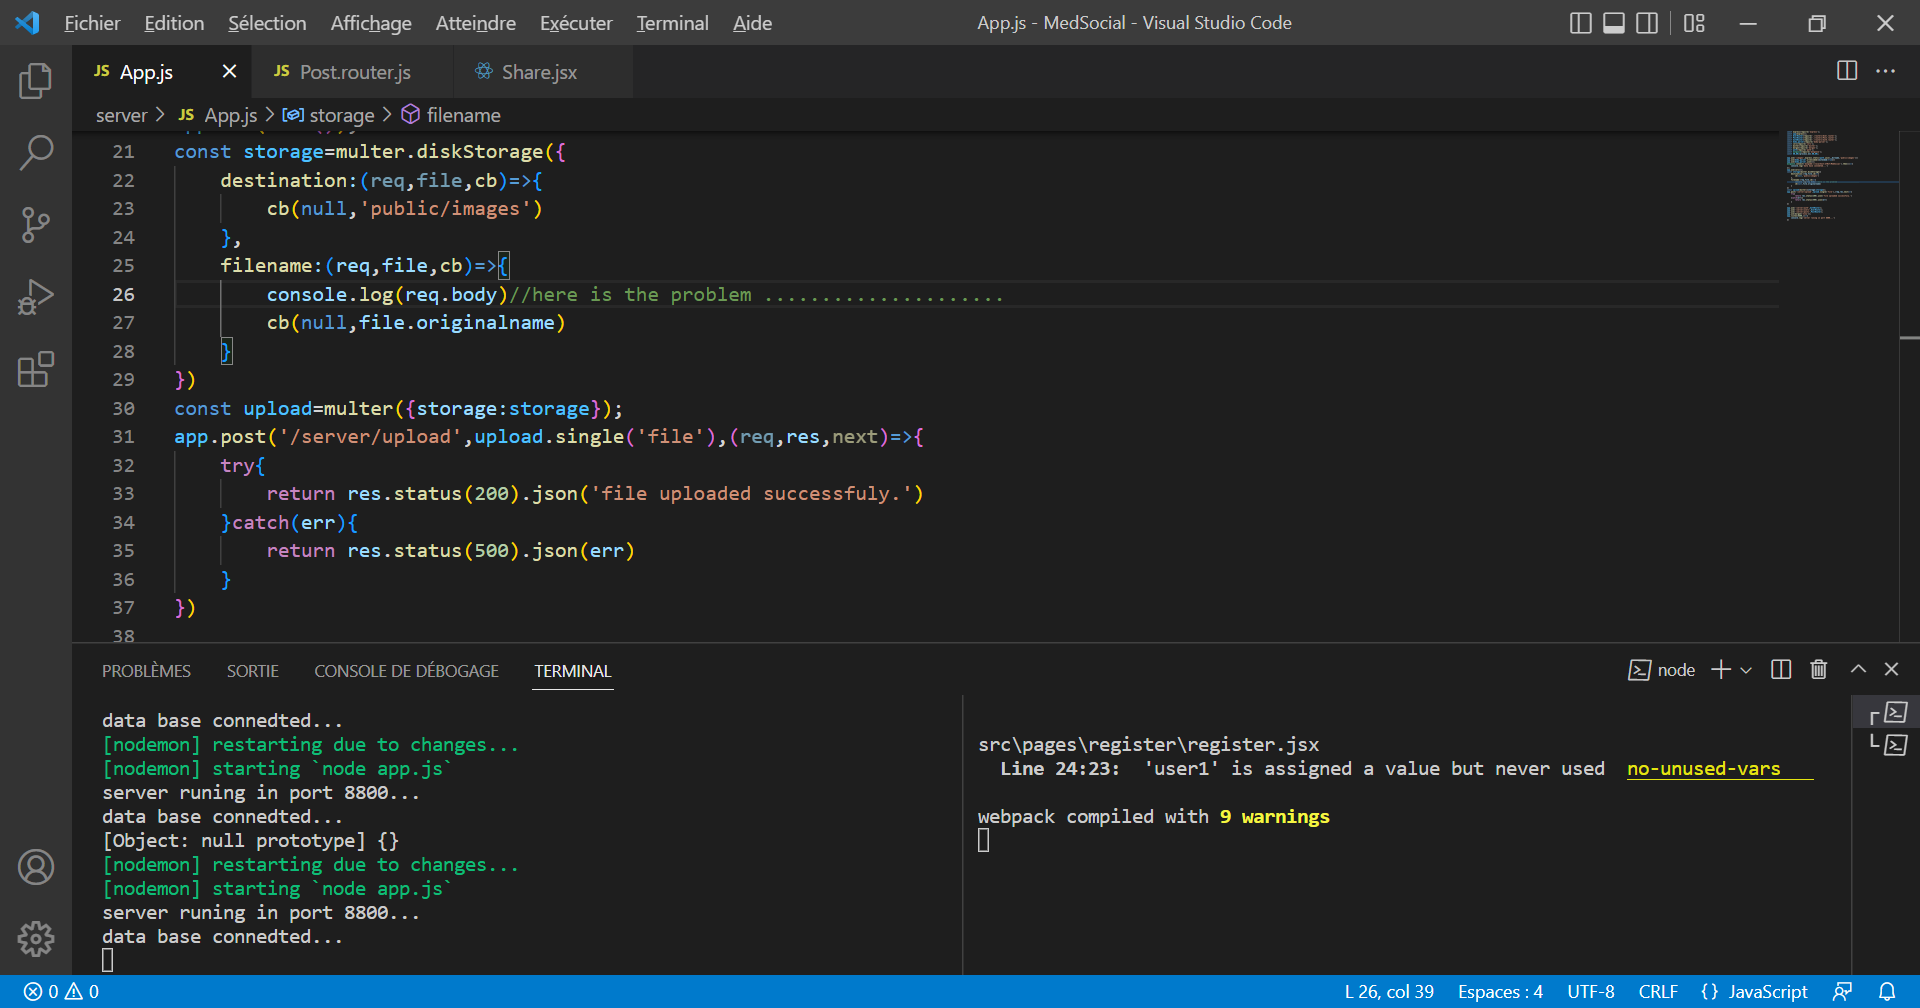 Fichier Edition Sélection Affichage Atteindre Exécuter Terminal Aide App.js - MedSocial - Visual Studio Code
JS App.js JS Post.router.js Share.jsx
server > JS App.js > storage > filename
21 const storage=multer.diskStorage({
22 destination:(req,file,cb)=>{
23 cb(null,'public/images')
24 },
25 filename:(req,file,cb)=>{
26 console.log(req.body)//here is the problem .....................
27 cb(null,file.originalname)
28 }
29 })
30 const upload=multer({storage:storage});
31 app.post('/server/upload',upload.single('file'),(req,res,next)=>{
32 try{
33 return res.status(200).json('file uploaded successfuly.')
34 }catch(err){
35 return res.status(500).json(err)
36 }
37 })
38
PROBLÈMES SORTIE CONSOLE DE DÉBOGAGE TERMINAL node
data base connedted...
[nodemon] restarting due to changes...
[nodemon] starting `node app.js`
server runing in port 8800...
data base connedted...
[Object: null prototype] {}
[nodemon] restarting due to changes...
[nodemon] starting `node app.js`
server runing in port 8800...
data base connedted...
src\pages\register\register.jsx
Line 24:23: 'user1' is assigned a value but never used no-unused-vars
webpack compiled with 9 warnings
0 0 L 26, col 39 Espaces : 4 UTF-8 CRLF {} JavaScript